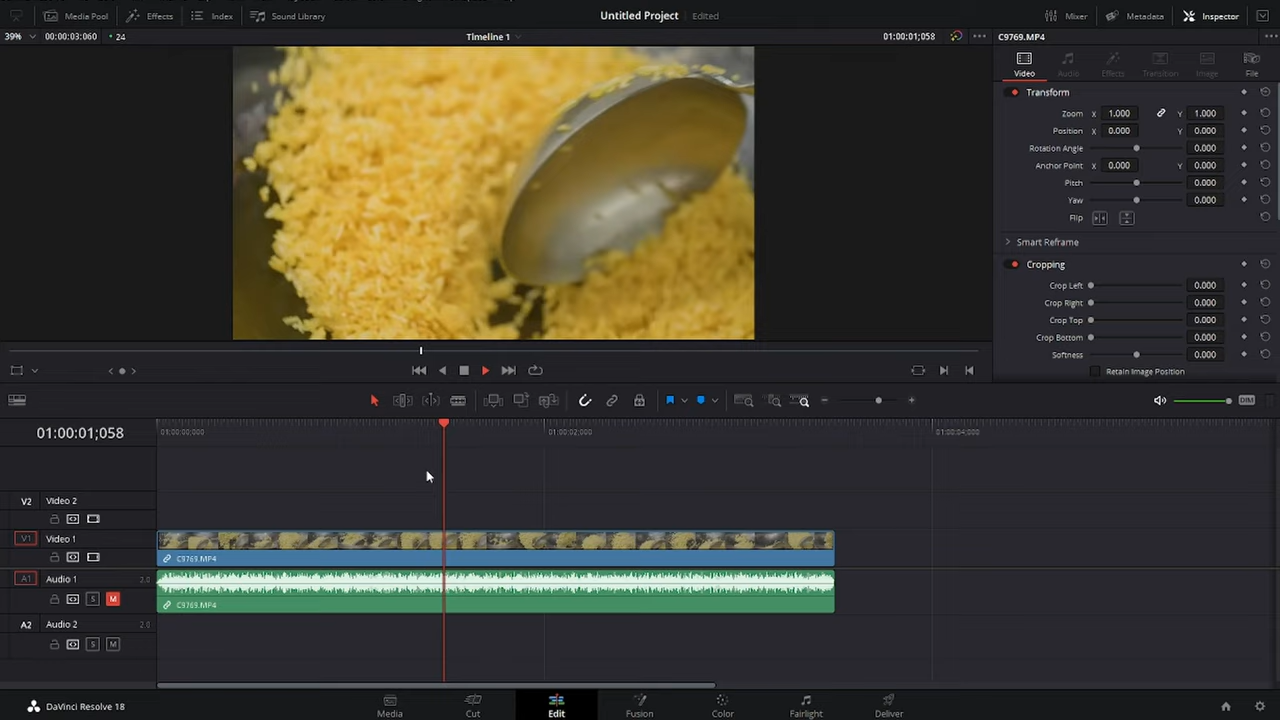 Media Pool Effects Index Sound Library Untitled Project Edited Mixer Metadata Inspector
39% 00:00:03:060 24 Timeline 1 01:00:01;058 C9769.MP4
Video Audio Effects Transition Image File
Transform
Zoom X 1.000 Y 1.000
Position X 0.000 Y 0.000
Rotation Angle 0.000
Anchor Point X 0.000 Y 0.000
Pitch 0.000
Yaw 0.000
Flip
Smart Reframe
Cropping
Crop Left 0.000
Crop Right 0.000
Crop Top 0.000
Crop Bottom 0.000
Softness 0.000
Retain Image Position
DIM
01:00:01;058 01:00:00;000 01:00:02;000 01:00:04;000
V2 Video 2
V1 Video 1
C9769.MP4
A1 Audio 1 2.0
S M
C9769.MP4
A2 Audio 2 2.0
S M
DaVinci Resolve 18 Media Cut Edit Fusion Color Fairlight Deliver